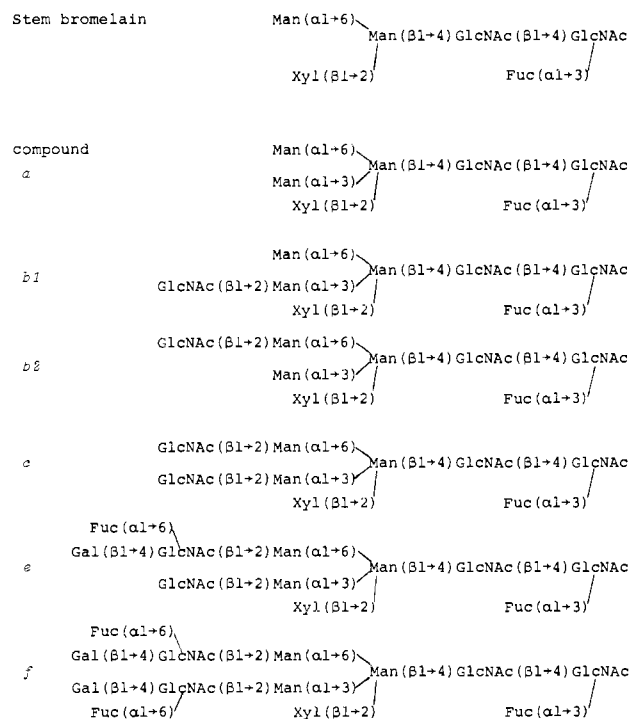 Stem bromelain Man(α1→6)
Man(β1→4)GlcNAc(β1→4)GlcNAc
Xyl(β1→2) Fuc(α1→3)
compound Man(α1→6)
a Man(β1→4)GlcNAc(β1→4)GlcNAc
Man(α1→3)
Xyl(β1→2) Fuc(α1→3)
Man(α1→6)
b1 Man(β1→4)GlcNAc(β1→4)GlcNAc
GlcNAc(β1→2)Man(α1→3)
Xyl(β1→2) Fuc(α1→3)
GlcNAc(β1→2)Man(α1→6)
b2 Man(β1→4)GlcNAc(β1→4)GlcNAc
Man(α1→3)
Xyl(β1→2) Fuc(α1→3)
GlcNAc(β1→2)Man(α1→6)
c Man(β1→4)GlcNAc(β1→4)GlcNAc
GlcNAc(β1→2)Man(α1→3)
Xyl(β1→2) Fuc(α1→3)
Fuc(α1→6)
Gal(β1→4)GlcNAc(β1→2)Man(α1→6)
e Man(β1→4)GlcNAc(β1→4)GlcNAc
GlcNAc(β1→2)Man(α1→3)
Xyl(β1→2) Fuc(α1→3)
Fuc(α1→6)
Gal(β1→4)GlcNAc(β1→2)Man(α1→6)
f Man(β1→4)GlcNAc(β1→4)GlcNAc
Gal(β1→4)GlcNAc(β1→2)Man(α1→3)
Fuc(α1→6) Xyl(β1→2) Fuc(α1→3)